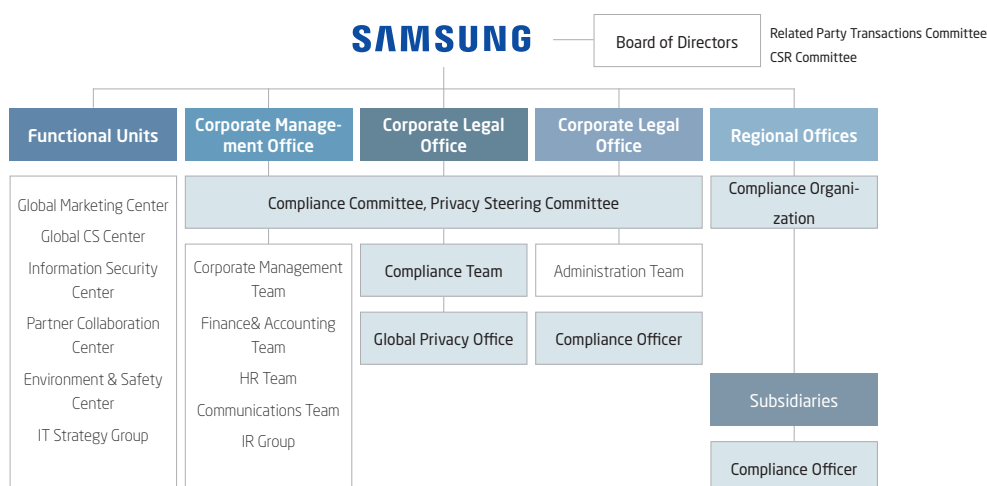 SAMSUNG
Board of Directors
Related Party Transactions Committee
CSR Committee
Functional Units
Corporate Manage-
ment Office
Corporate Legal
Office
Corporate Legal
Office
Regional Offices
Global Marketing Center
Global CS Center
Information Security
Center
Partner Collaboration
Center
Environment & Safety
Center
IT Strategy Group
Compliance Committee, Privacy Steering Committee
Corporate Management
Team
Finance& Accounting
Team
HR Team
Communications Team
IR Group
Compliance Team
Global Privacy Office
Administration Team
Compliance Officer
Compliance Organi-
zation
Subsidiaries
Compliance Officer